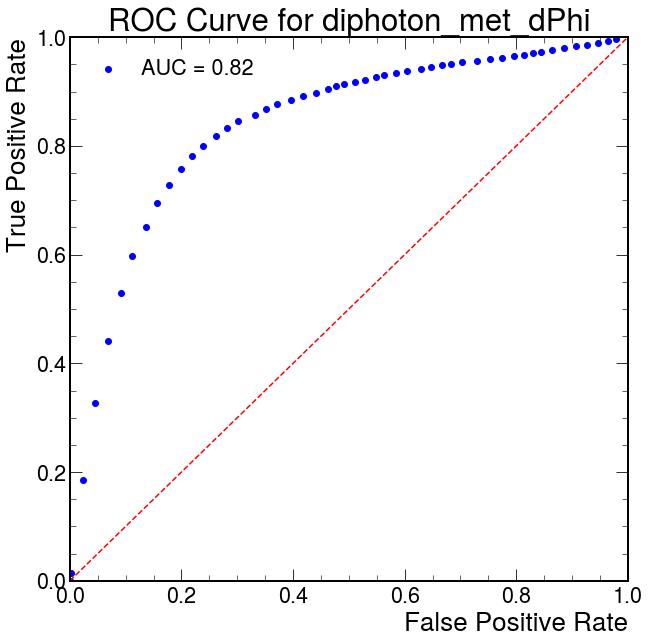 ROC Curve for diphoton_met_dPhi
AUC = 0.82
True Positive Rate
1.0
0.8
0.6
0.4
0.2
0.0
0.0 0.2 0.4 0.6 0.8 1.0
False Positive Rate